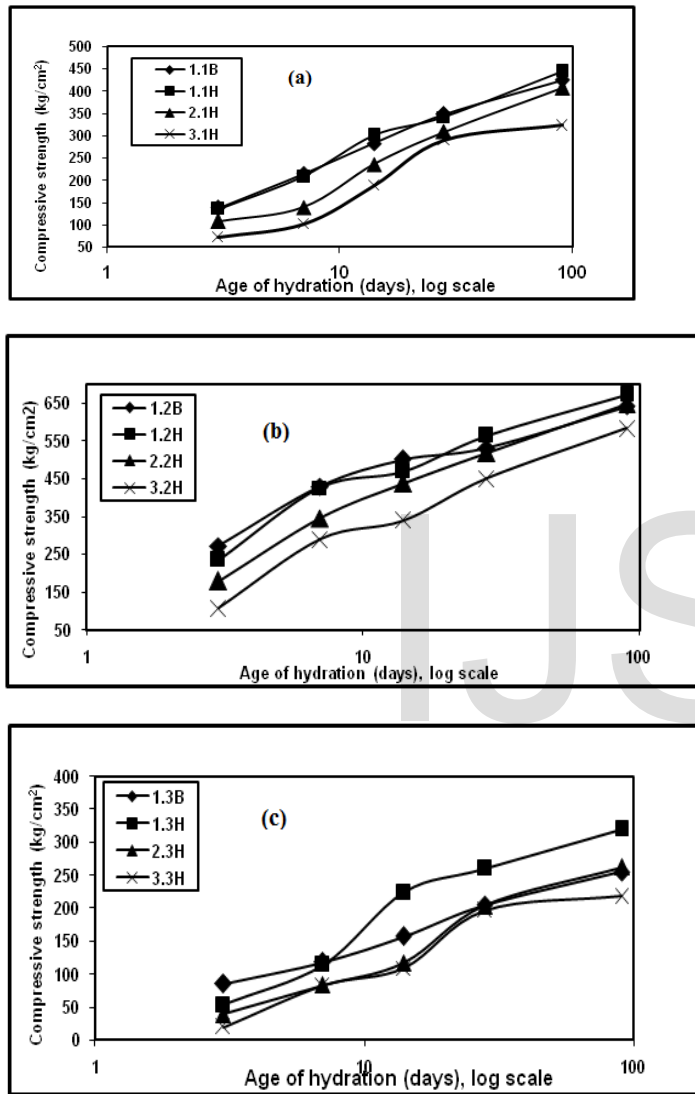 500
450
400
350
300
250
200
150
100
50
Compressive strength (kg/cm²)
1.1B
1.1H
2.1H
3.1H
(a)
1 10 100
Age of hydration (days), log scale
650
550
450
350
250
150
50
Compressive strength (kg/cm2)
1.2B
1.2H
2.2H
3.2H
(b)
1 10 100
Age of hydration (days), log scale
IJS
400
350
300
250
200
150
100
50
0
Compressive strength (kg/cm²)
1.3B
1.3H
2.3H
3.3H
(c)
1 10 100
Age of hydration (days), log scale